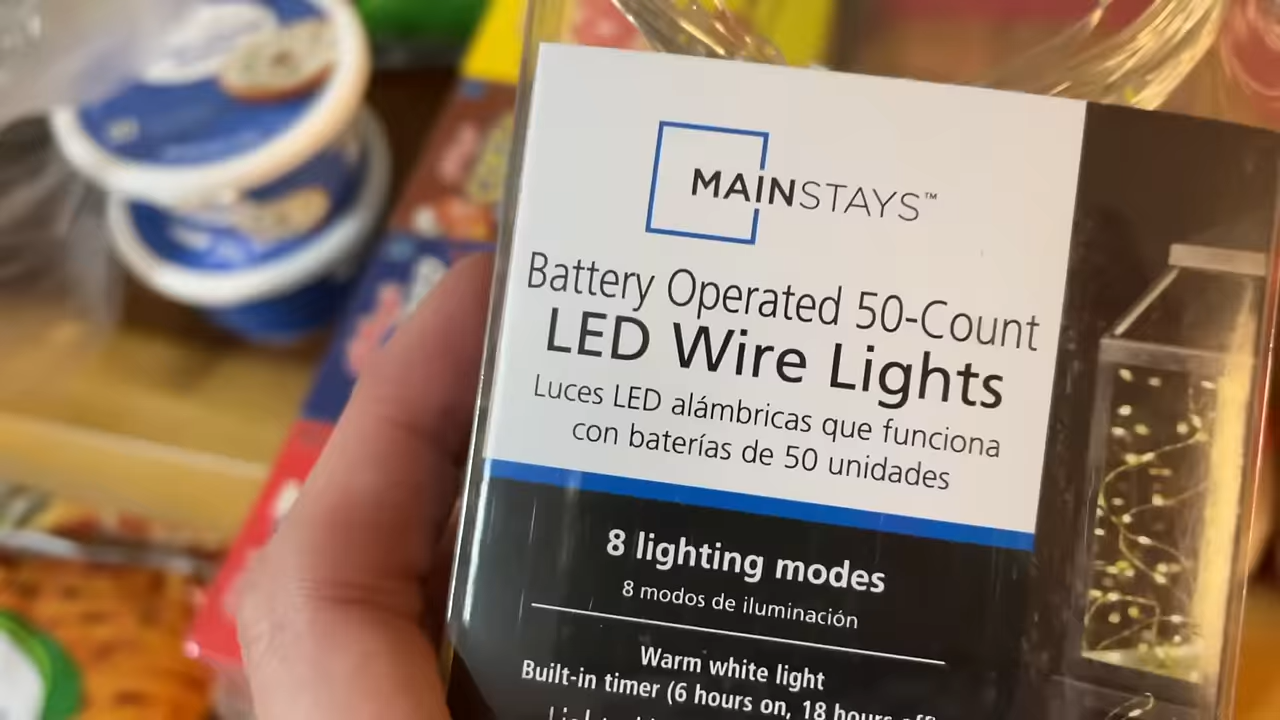 MAINSTAYS™
Battery Operated 50-Count
LED Wire Lights
Luces LED alámbricas que funciona
con baterías de 50 unidades
8 lighting modes
8 modos de iluminación
Warm white light
Built-in timer (6 hours on, 18 hours off)